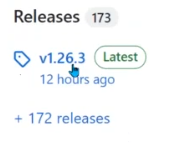 Releases 173
v1.26.3 Latest
12 hours ago
+ 172 releases